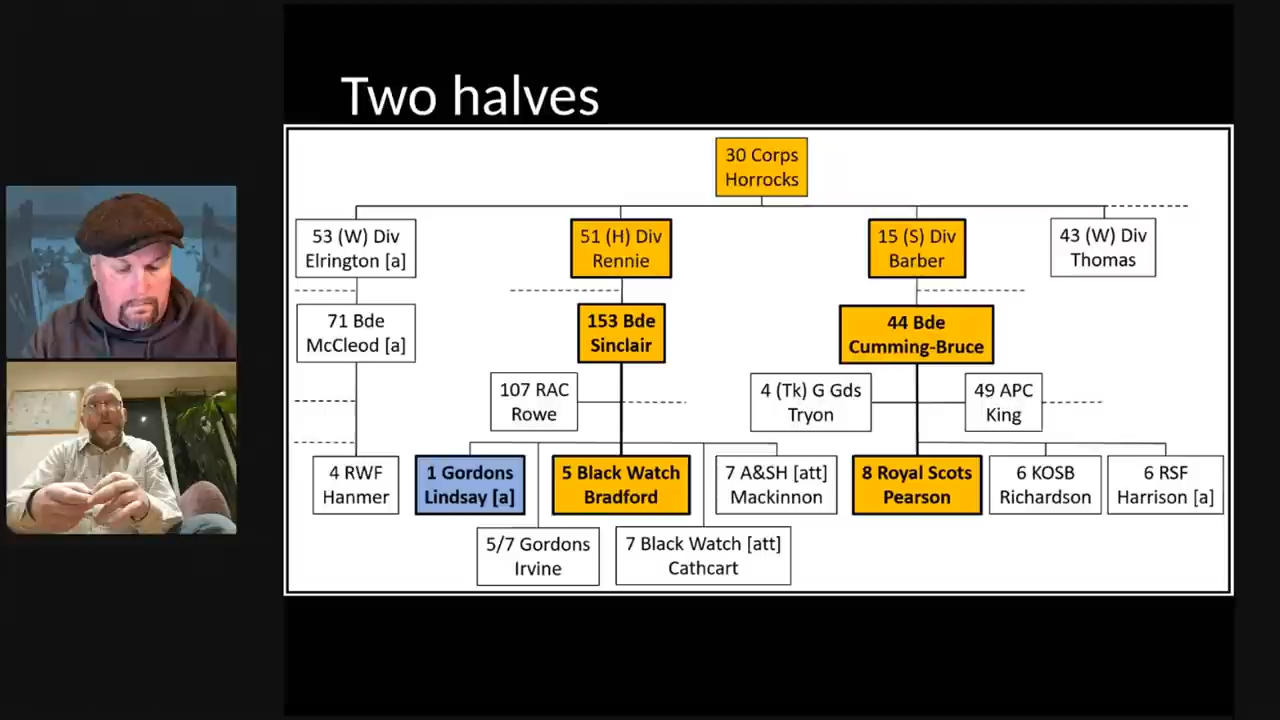 Two halves
30 Corps
Horrocks
53 (W) Div
Elrington [a]
51 (H) Div
Rennie
15 (S) Div
Barber
43 (W) Div
Thomas
71 Bde
McCleod [a]
153 Bde
Sinclair
44 Bde
Cumming-Bruce
107 RAC
Rowe
4 (Tk) G Gds
Tryon
49 APC
King
4 RWF
Hanmer
1 Gordons
Lindsay [a]
5 Black Watch
Bradford
7 A&SH [att]
Mackinnon
8 Royal Scots
Pearson
6 KOSB
Richardson
6 RSF
Harrison [a]
5/7 Gordons
Irvine
7 Black Watch [att]
Cathcart